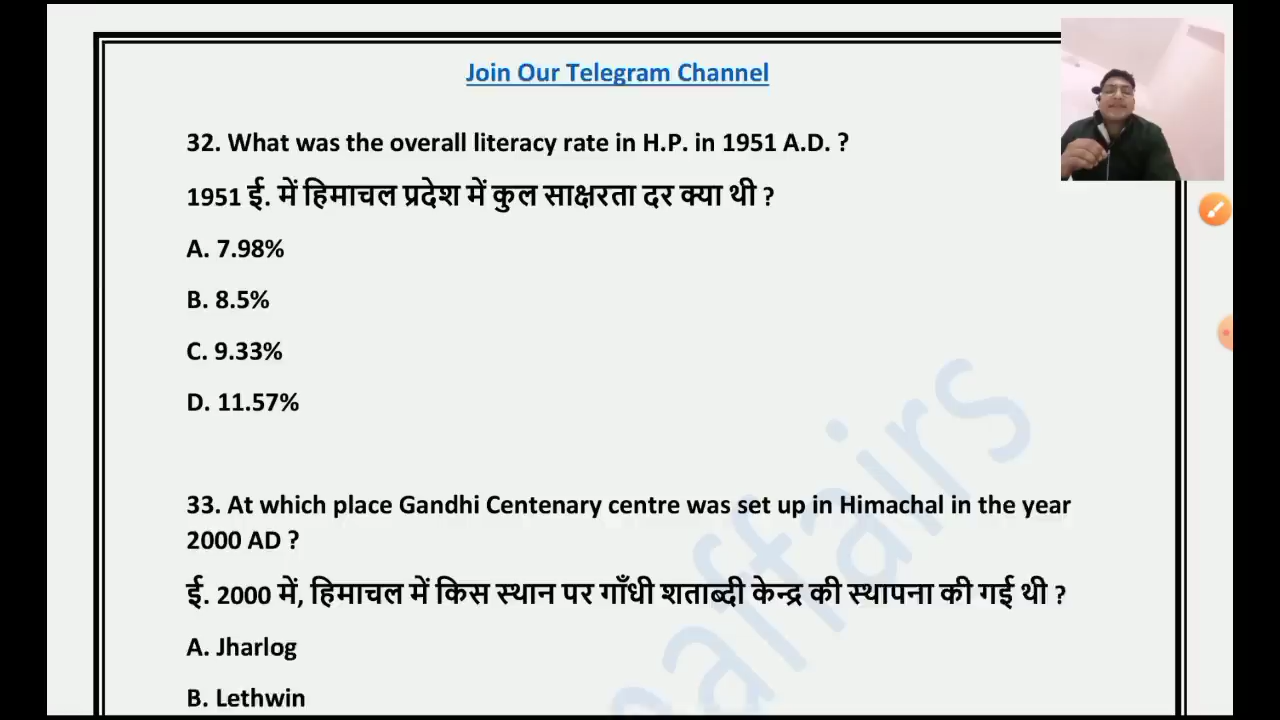 Join Our Telegram Channel
32. What was the overall literacy rate in H.P. in 1951 A.D. ?
1951 ई. में हिमाचल प्रदेश में कुल साक्षरता दर क्या थी ?
A. 7.98%
B. 8.5%
C. 9.33%
D. 11.57%
33. At which place Gandhi Centenary centre was set up in Himachal in the year
2000 AD ?
ई. 2000 में, हिमाचल में किस स्थान पर गाँधी शताब्दी केन्द्र की स्थापना की गई थी ?
A. Jharlog
B. Lethwin
affairs